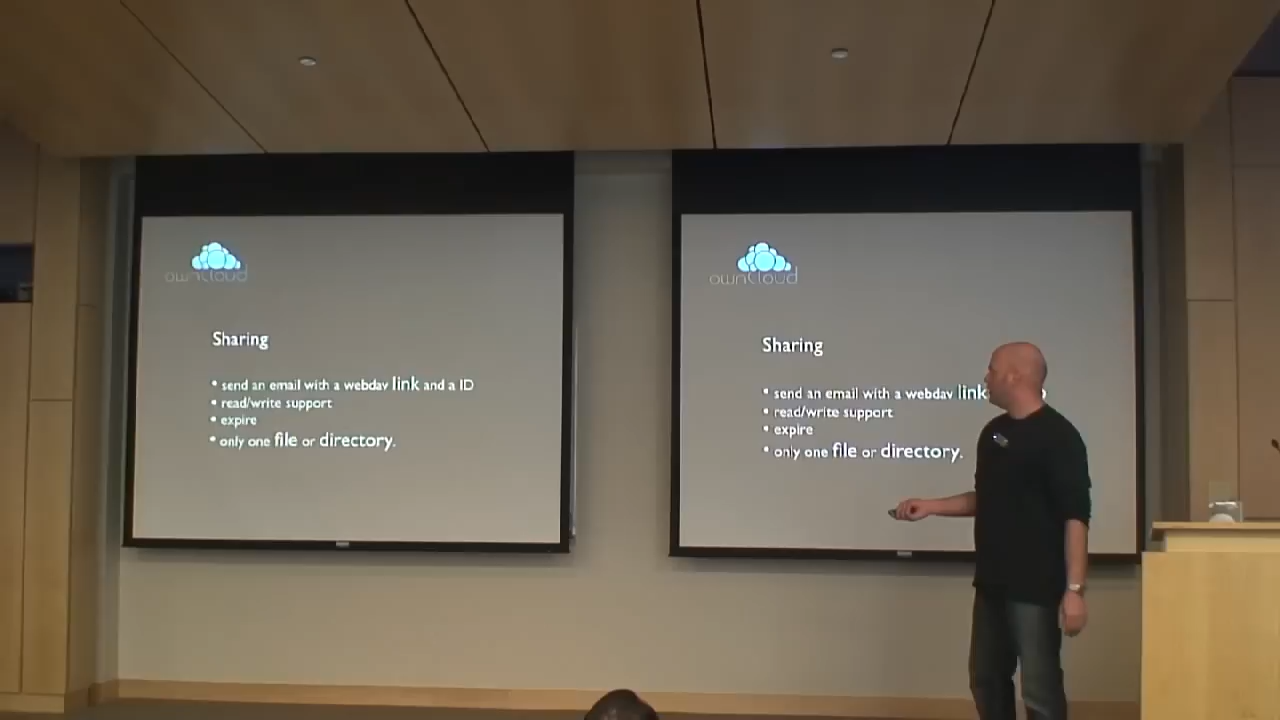 ownCloud
Sharing
• send an email with a webdav link and a ID
• read/write support
• expire
• only one file or directory.
ownCloud
Sharing
• send an email with a webdav link
• read/write support
• expire
• only one file or directory.